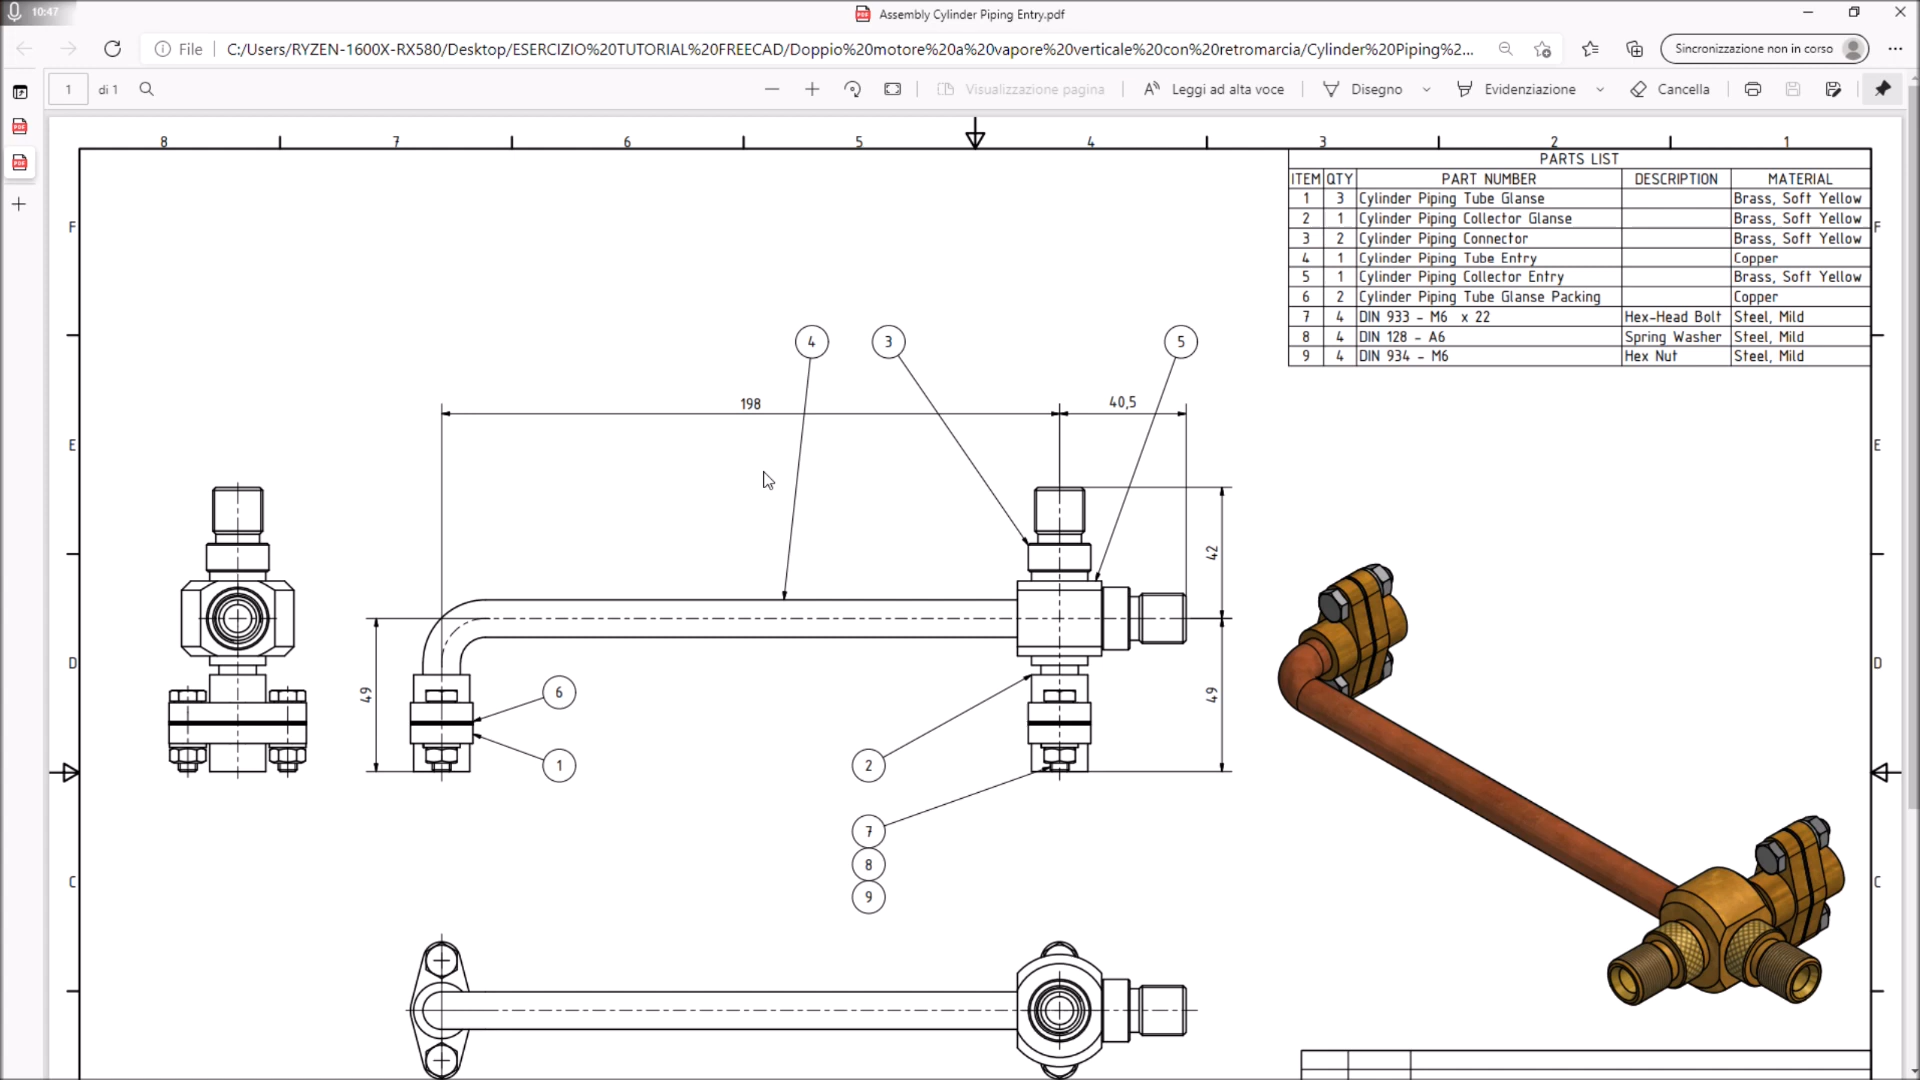 10:47
Assembly Cylinder Piping Entry.pdf
File
C:/Users/RYZEN-1600X-RX580/Desktop/ESERCIZIO%20TUTORIAL%20FREECAD/Doppio%20motore%20a%20vapore%20verticale%20con%20retromarcia/Cylinder%20Piping%2...
Sincronizzazione non in corso
1 di 1
Visualizzazione pagina
Leggi ad alta voce
Disegno
Evidenziazione
Cancella
8 7 6 5 4 3 2 1
PARTS LIST
ITEM QTY PART NUMBER DESCRIPTION MATERIAL
1 3 Cylinder Piping Tube Glanse Brass, Soft Yellow
2 1 Cylinder Piping Collector Glanse Brass, Soft Yellow
3 2 Cylinder Piping Connector Brass, Soft Yellow
4 1 Cylinder Piping Tube Entry Copper
5 1 Cylinder Piping Collector Entry Brass, Soft Yellow
6 2 Cylinder Piping Tube Glanse Packing Copper
7 4 DIN 933 - M6 x 22 Hex-Head Bolt Steel, Mild
8 4 DIN 128 - A6 Spring Washer Steel, Mild
9 4 DIN 934 - M6 Hex Nut Steel, Mild
F F
4 3 5
198 40,5
E E
42
D D
49 6 49
1 2
7
8
9
C C